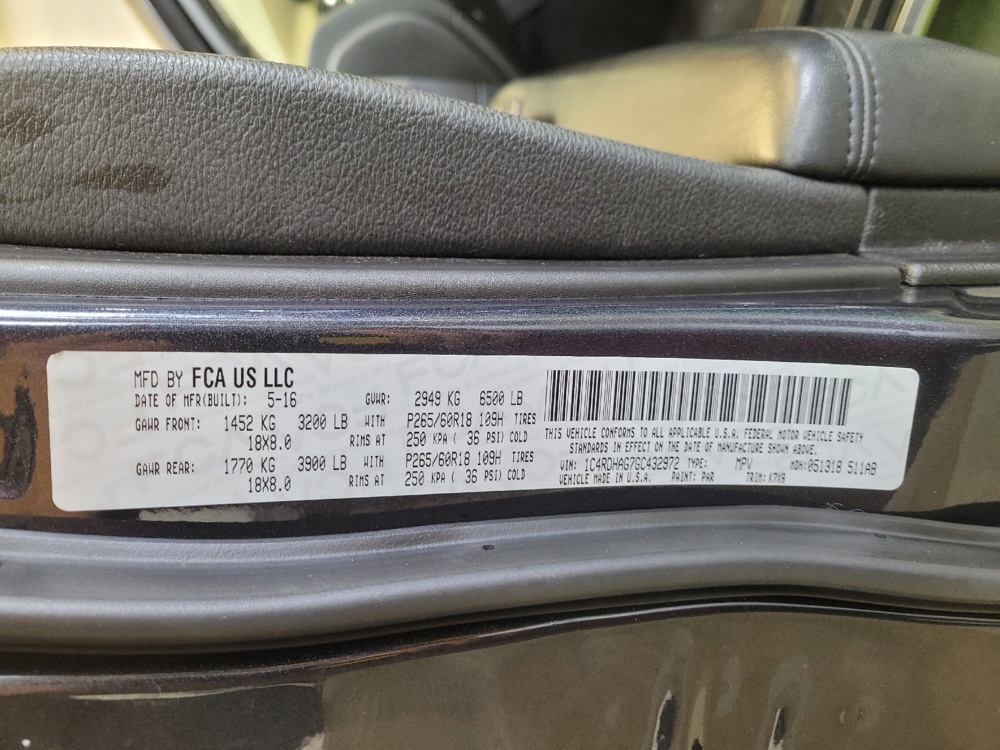 MFD BY FCA US LLC
DATE OF MFR(BUILT): 5-16 GVWR: 2949 KG 6500 LB
GAWR FRONT: 1452 KG 3200 LB WITH P265/60R18 109H TIRES
18X8.0 RIMS AT 250 KPA ( 36 PSI) COLD
GAWR REAR: 1770 KG 3900 LB WITH P265/60R18 109H TIRES
18X8.0 RIMS AT 250 KPA ( 36 PSI) COLD
THIS VEHICLE CONFORMS TO ALL APPLICABLE U.S.A. FEDERAL MOTOR VEHICLE SAFETY
STANDARDS IN EFFECT ON THE DATE OF MANUFACTURE SHOWN ABOVE.
VIN: 1C4RDHAG7GC432972 TYPE: MPV MDH: 051318 511AB
VEHICLE MADE IN U.S.A. PAINT: PAR TRIM: K7X9